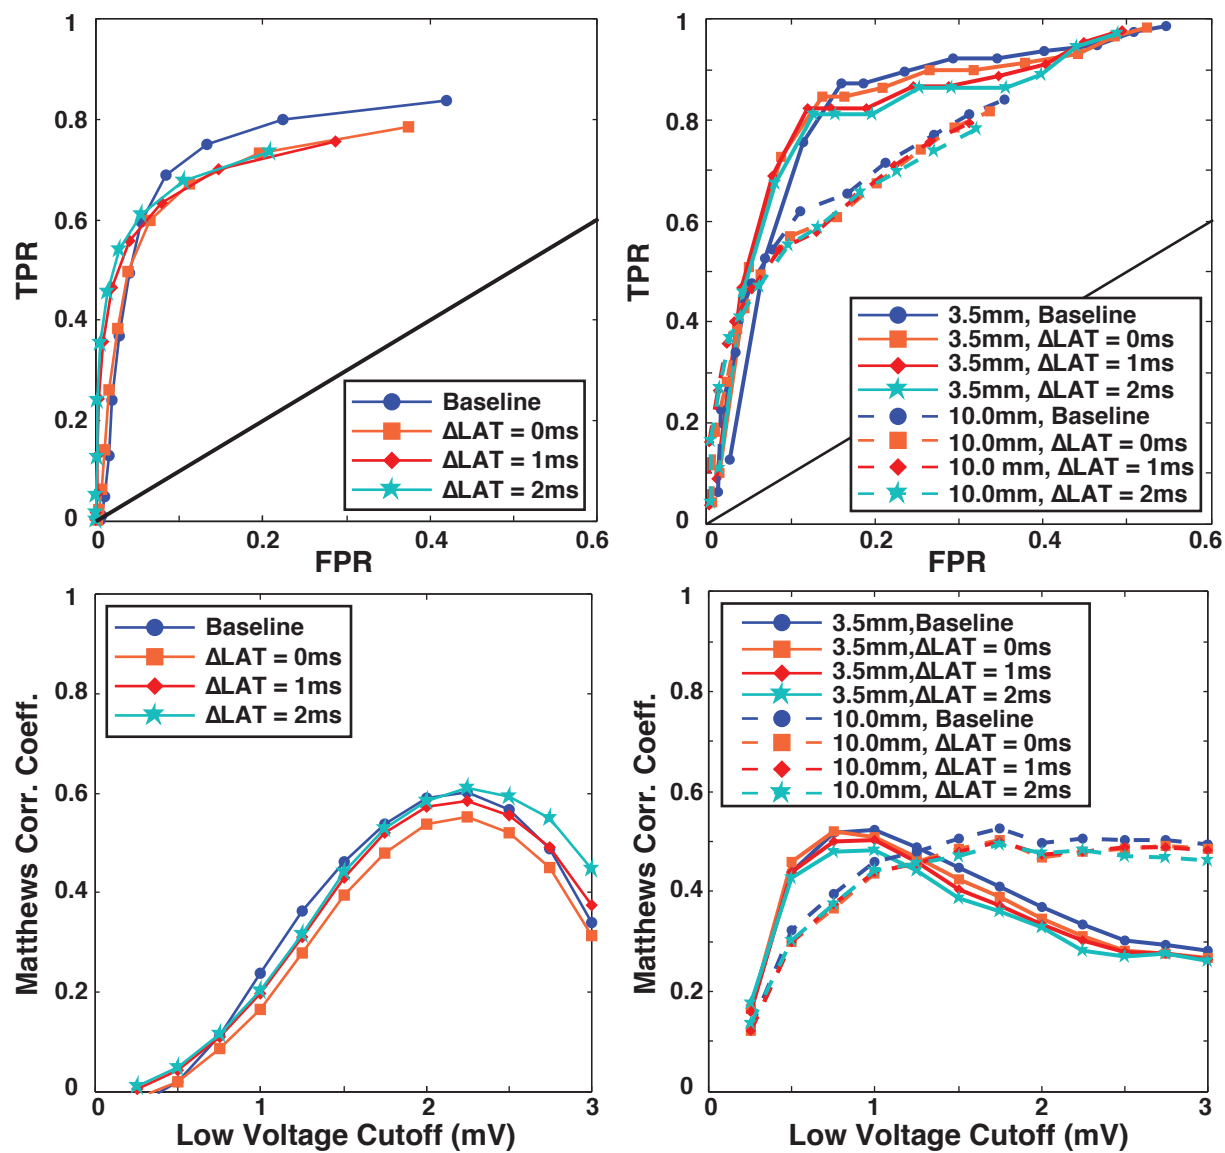 1
0.8
0.6
0.4
0.2
0
TPR
0
0.2
0.4
0.6
FPR
Baseline
ΔLAT = 0ms
ΔLAT = 1ms
ΔLAT = 2ms
1
0.8
0.6
0.4
0.2
0
TPR
0
0.2
0.4
0.6
FPR
3.5mm, Baseline
3.5mm, ΔLAT = 0ms
3.5mm, ΔLAT = 1ms
3.5mm, ΔLAT = 2ms
10.0mm, Baseline
10.0mm, ΔLAT = 0ms
10.0 mm, ΔLAT = 1ms
10.0mm, ΔLAT = 2ms
1
0.8
0.6
0.4
0.2
0
Matthews Corr. Coeff.
Baseline
ΔLAT = 0ms
ΔLAT = 1ms
ΔLAT = 2ms
0
1
2
3
Low Voltage Cutoff (mV)
1
0.8
0.6
0.4
0.2
0
Matthews Corr. Coeff.
3.5mm,Baseline
3.5mm,ΔLAT = 0ms
3.5mm,ΔLAT = 1ms
3.5mm,ΔLAT = 2ms
10.0mm, Baseline
10.0mm, ΔLAT = 0ms
10.0mm, ΔLAT = 1ms
10.0mm, ΔLAT = 2ms
0
1
2
3
Low Voltage Cutoff (mV)